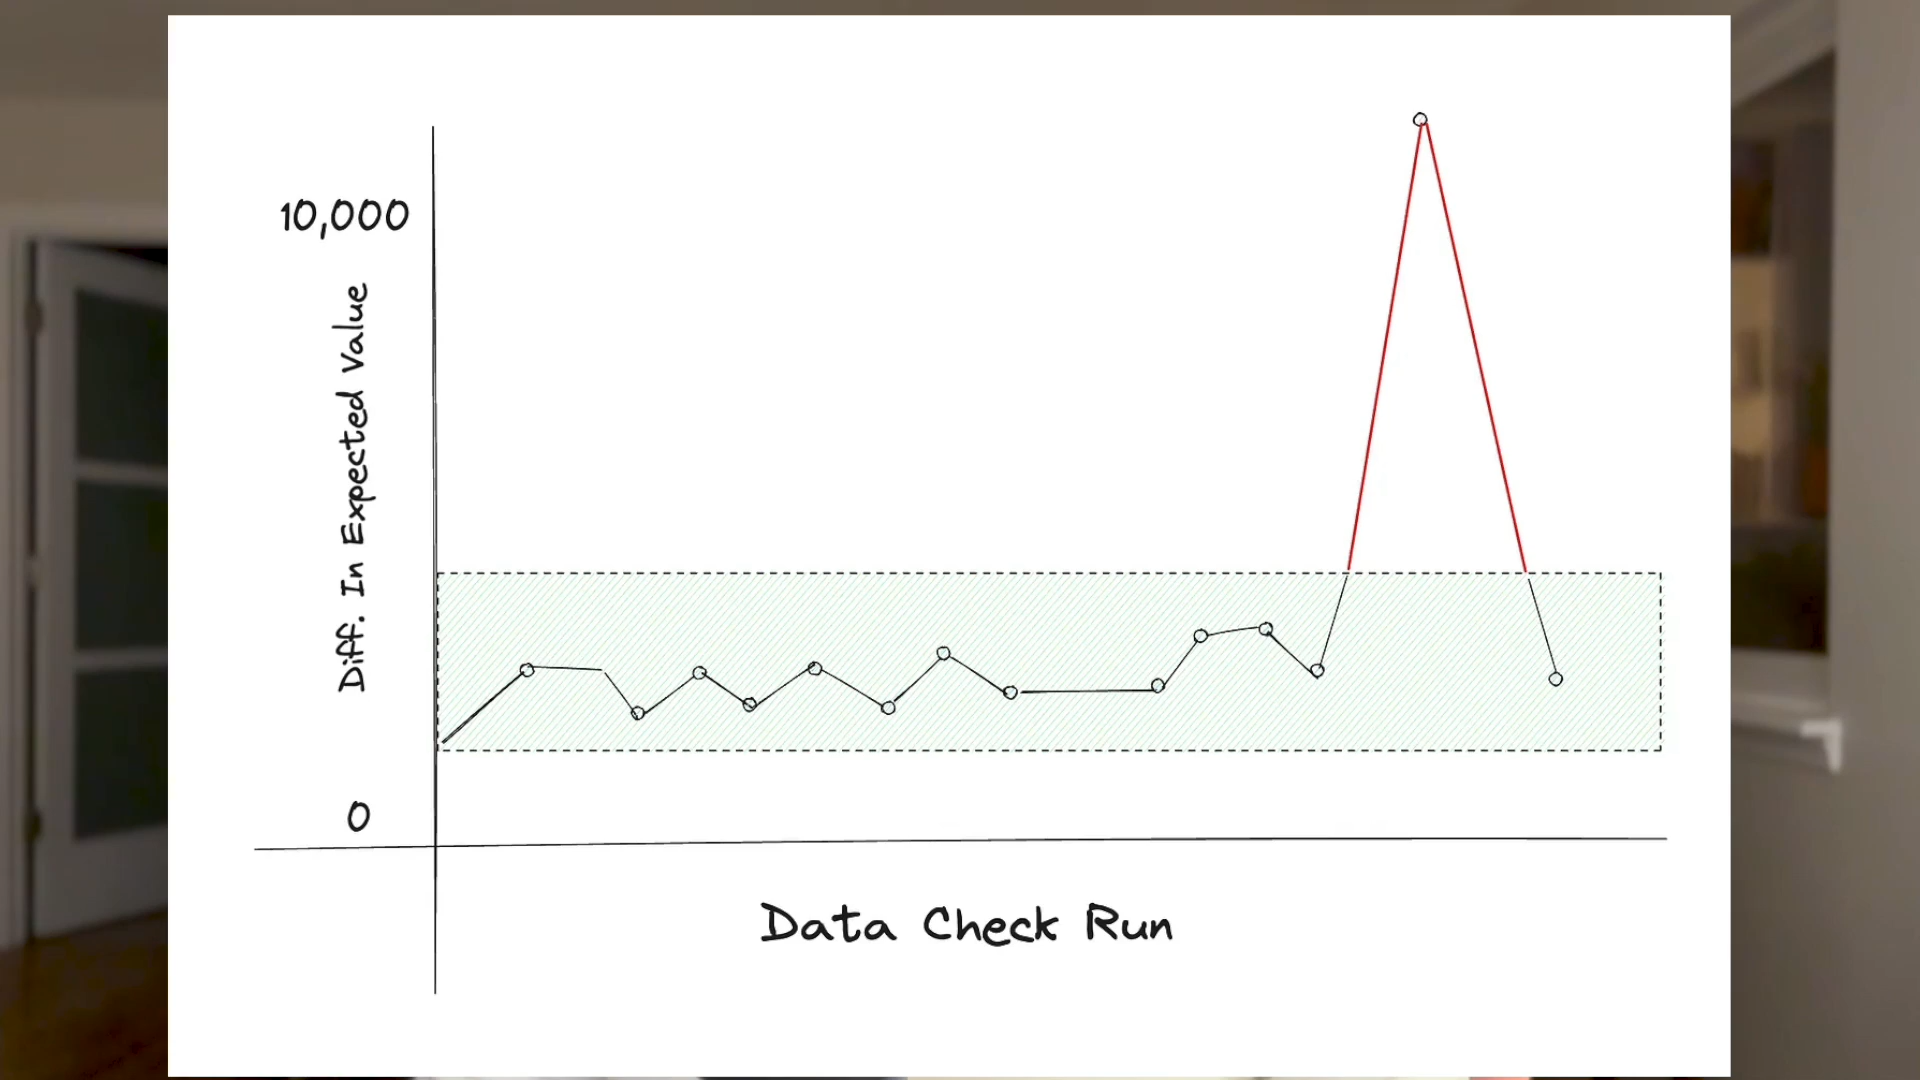 10,000
Diff. In Expected Value
0
Data Check Run